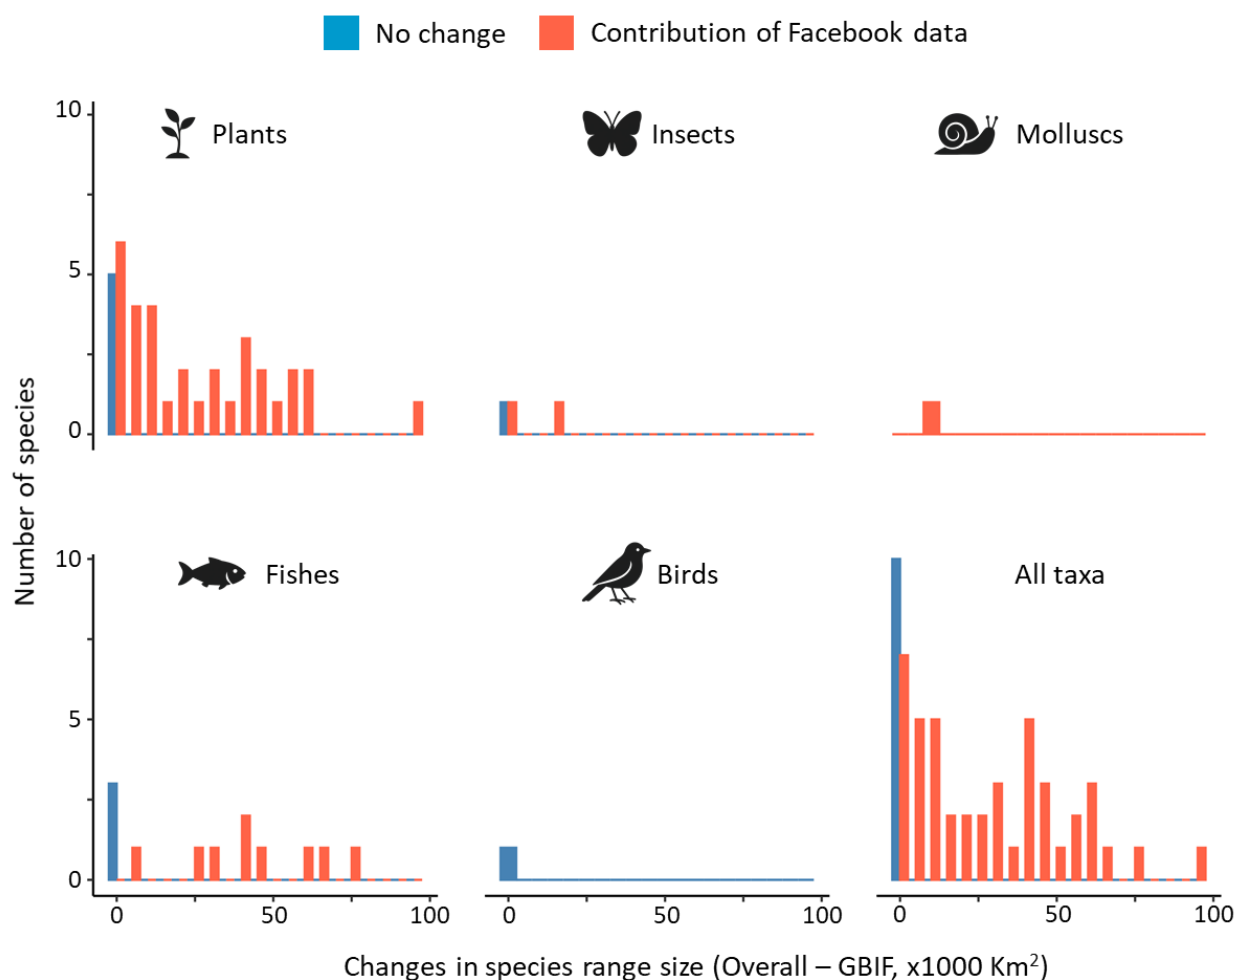 No change Contribution of Facebook data
10 Plants Insects Molluscs
5
0
Number of species
10 Fishes Birds All taxa
5
0
0 50 100 0 50 100 0 50 100
Changes in species range size (Overall – GBIF, x1000 Km²)